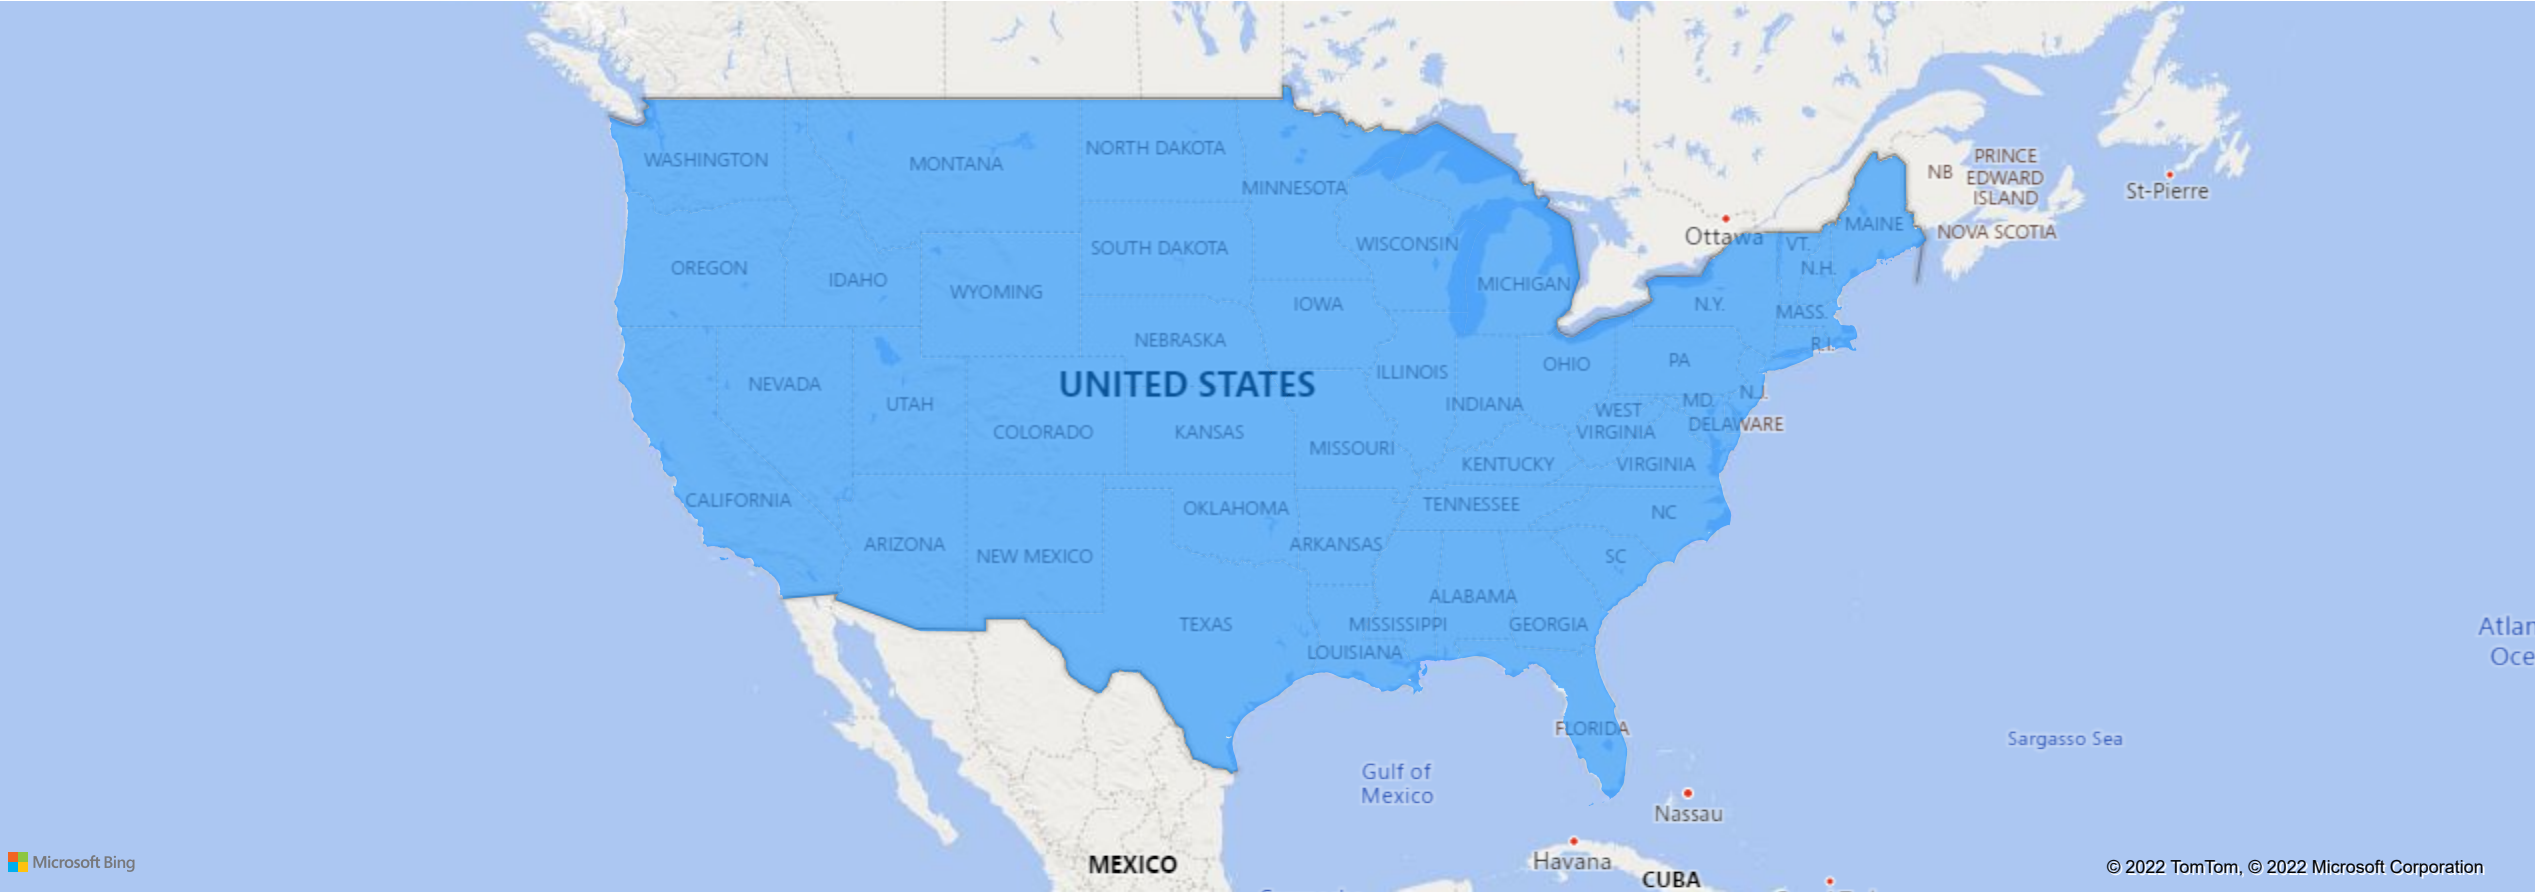 WASHINGTON
MONTANA
NORTH DAKOTA
MINNESOTA
PRINCE
EDWARD
ISLAND
NB
St-Pierre
NOVA SCOTIA
MAINE
Ottawa
VT.
N.H.
OREGON
IDAHO
WYOMING
SOUTH DAKOTA
WISCONSIN
MICHIGAN
IOWA
N.Y.
MASS.
R.I.
NEBRASKA
UNITED STATES
NEVADA
UTAH
COLORADO
KANSAS
ILLINOIS
INDIANA
OHIO
PA
N.J.
MD.
DELAWARE
WEST
VIRGINIA
MISSOURI
KENTUCKY
VIRGINIA
CALIFORNIA
ARIZONA
NEW MEXICO
OKLAHOMA
ARKANSAS
TENNESSEE
NC
SC
TEXAS
LOUISIANA
MISSISSIPPI
ALABAMA
GEORGIA
FLORIDA
Gulf of
Mexico
Sargasso Sea
Atlan
Oce
Nassau
Havana
CUBA
MEXICO
Microsoft Bing
© 2022 TomTom, © 2022 Microsoft Corporation